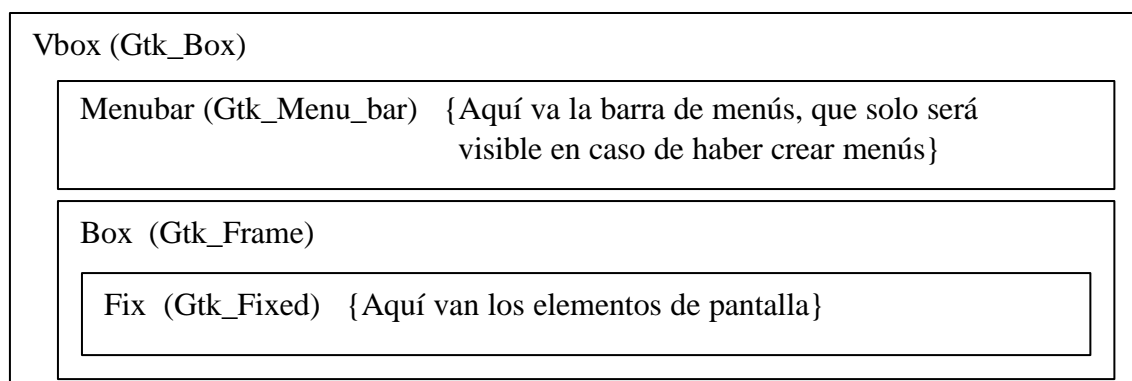 Vbox (Gtk_Box)
Menubar (Gtk_Menu_bar) {Aquí va la barra de menús, que solo será
visible en caso de haber crear menús}
Box (Gtk_Frame)
Fix (Gtk_Fixed) {Aquí van los elementos de pantalla}